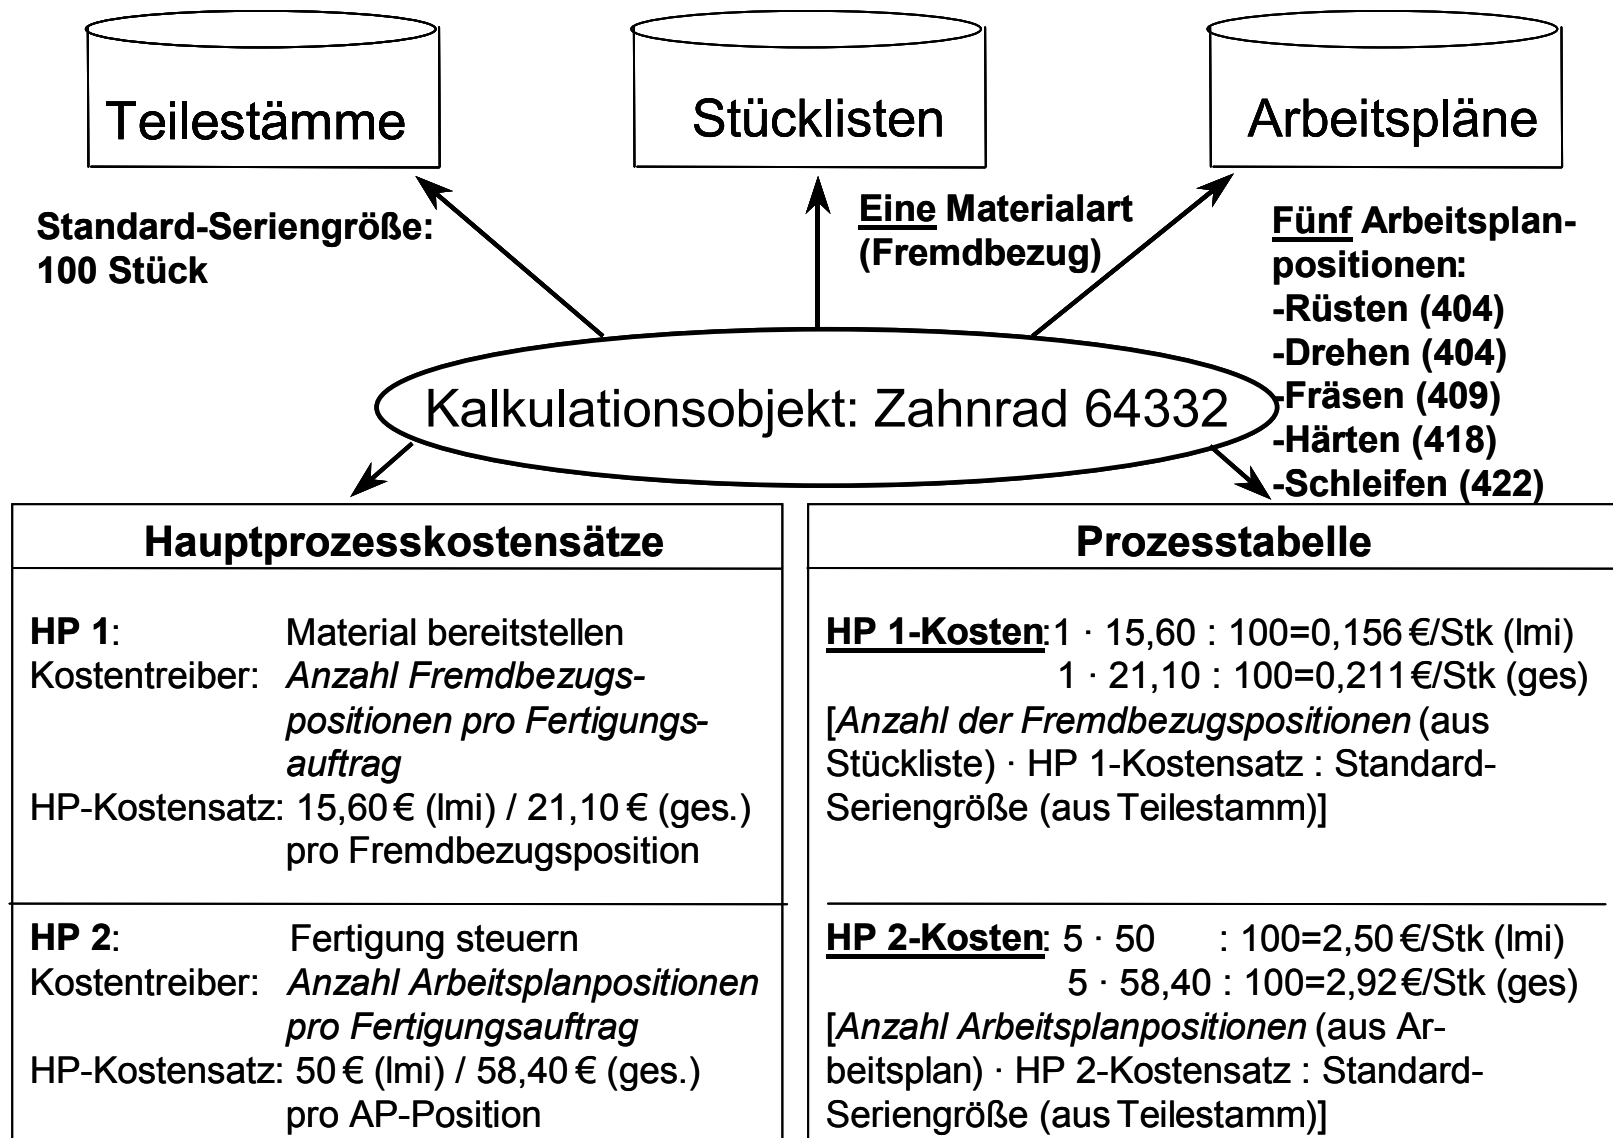 Teilestämme
Stücklisten
Arbeitspläne
Standard-Seriengröße:
100 Stück
Eine Materialart
(Fremdbezug)
Fünf Arbeitsplan-
positionen:
-Rüsten (404)
-Drehen (404)
-Fräsen (409)
-Härten (418)
-Schleifen (422)
Kalkulationsobjekt: Zahnrad 64332
Hauptprozesskostensätze
HP 1: Material bereitstellen
Kostentreiber: Anzahl Fremdbezugs-
positionen pro Fertigungs-
auftrag
HP-Kostensatz: 15,60 € (lmi) / 21,10 € (ges.)
pro Fremdbezugsposition
HP 2: Fertigung steuern
Kostentreiber: Anzahl Arbeitsplanpositionen
pro Fertigungsauftrag
HP-Kostensatz: 50 € (lmi) / 58,40 € (ges.)
pro AP-Position
Prozesstabelle
HP 1-Kosten: 1 · 15,60 : 100=0,156 €/Stk (lmi)
1 · 21,10 : 100=0,211 €/Stk (ges)
[Anzahl der Fremdbezugspositionen (aus
Stückliste) · HP 1-Kostensatz : Standard-
Seriengröße (aus Teilestamm)]
HP 2-Kosten: 5 · 50 : 100=2,50 €/Stk (lmi)
5 · 58,40 : 100=2,92 €/Stk (ges)
[Anzahl Arbeitsplanpositionen (aus Ar-
beitsplan) · HP 2-Kostensatz : Standard-
Seriengröße (aus Teilestamm)]